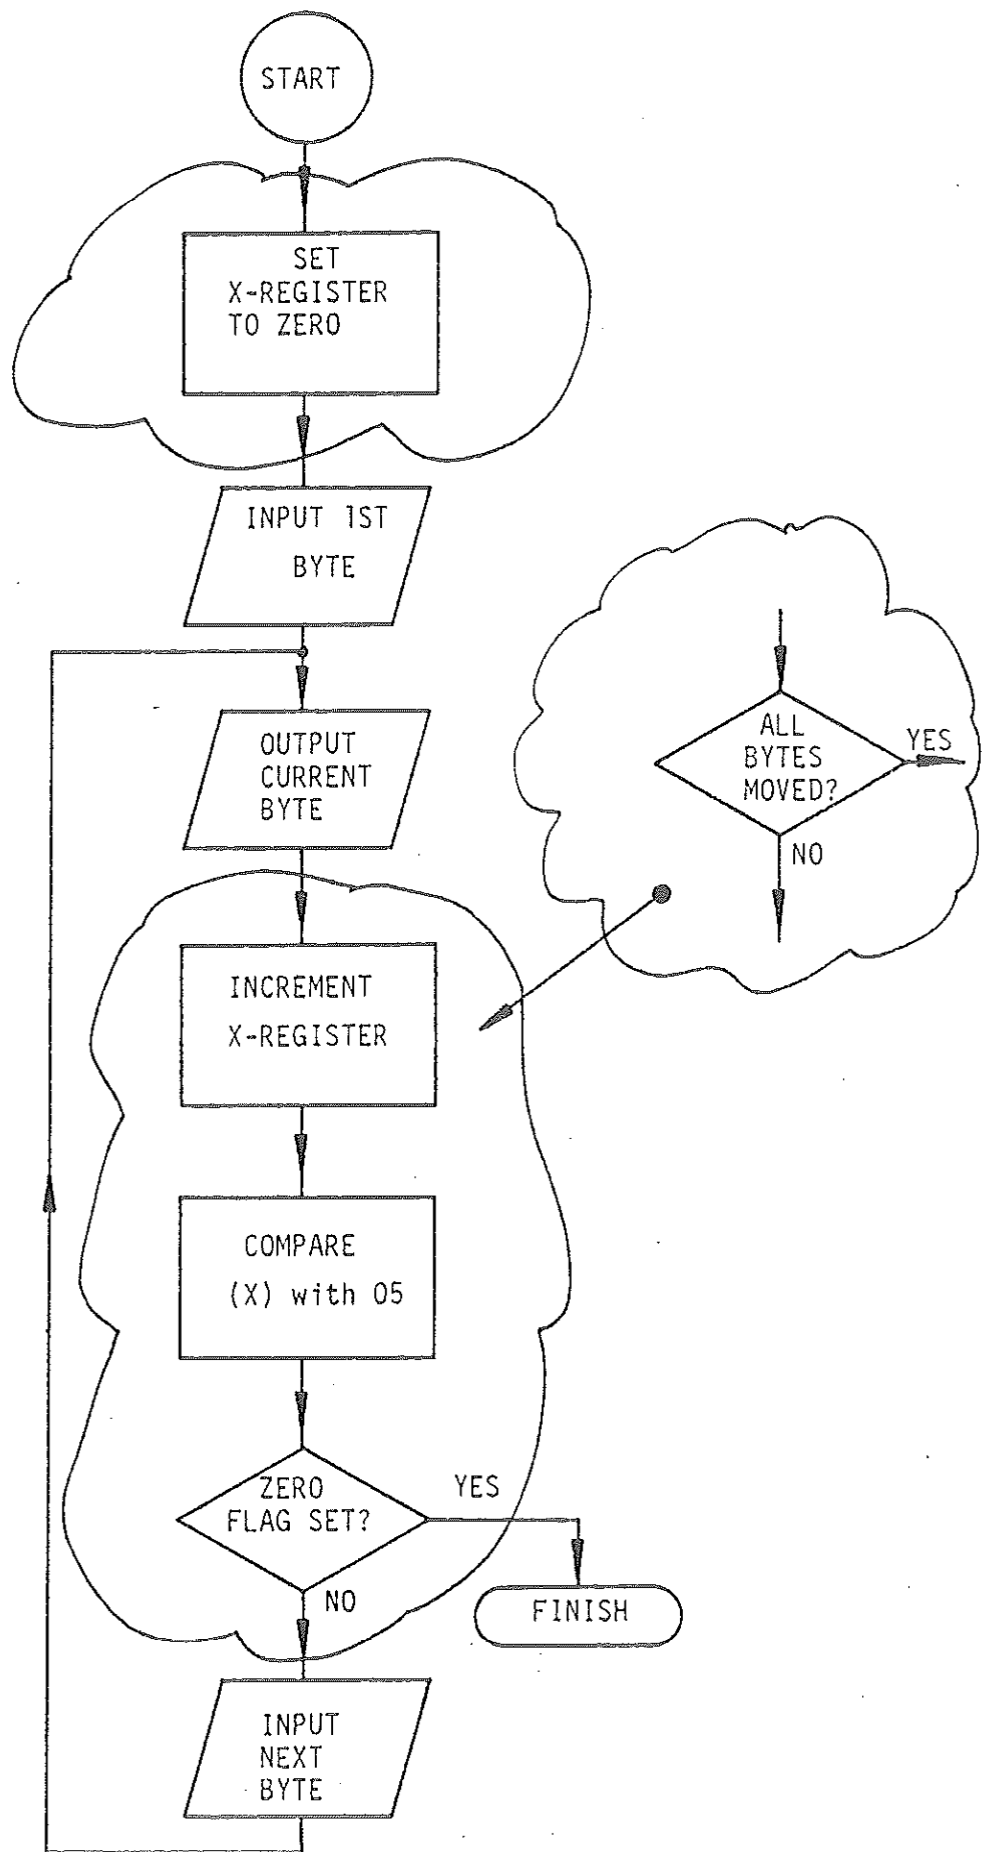 START
SET
X-REGISTER
TO ZERO
INPUT 1ST
BYTE
OUTPUT
CURRENT
BYTE
ALL
BYTES
MOVED?
YES
NO
INCREMENT
X-REGISTER
COMPARE
(X) with 05
ZERO
FLAG SET?
YES
NO
FINISH
INPUT
NEXT
BYTE